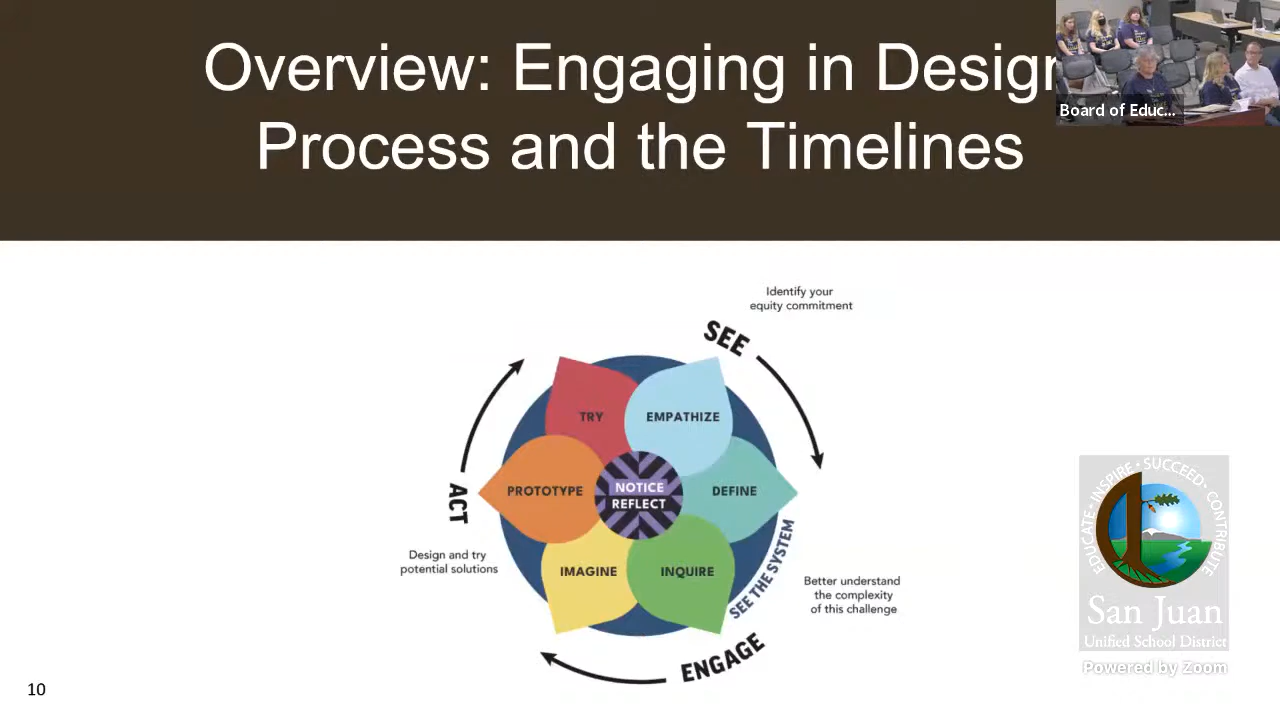 Overview: Engaging in Design
Process and the Timelines
Board of Educ...
Identify your
equity commitment
SEE
TRY
EMPATHIZE
PROTOTYPE
NOTICE
REFLECT
DEFINE
ACT
IMAGINE
INQUIRE
SEE THE SYSTEM
Design and try
potential solutions
Better understand
the complexity
of this challenge
ENGAGE
EDUCATE · INSPIRE · SUCCEED · CONTRIBUTE
San Juan
Unified School District
Powered by Zoom
10